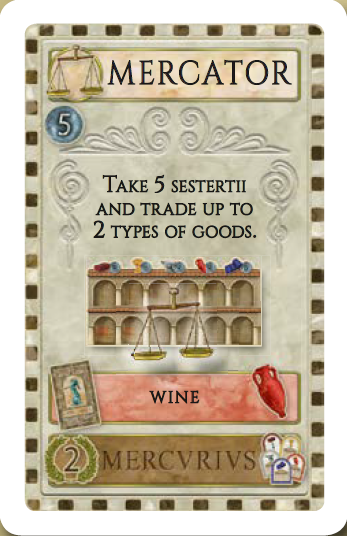 MERCATOR
5
TAKE 5 SESTERTII
AND TRADE UP TO
2 TYPES OF GOODS.
WINE
2 MERCVRIVS